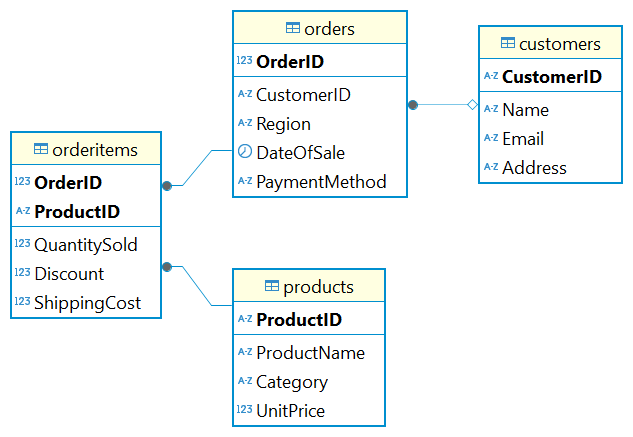 orders
123 OrderID
A-Z CustomerID
A-Z Region
DateOfSale
A-Z PaymentMethod
customers
A-Z CustomerID
A-Z Name
A-Z Email
A-Z Address
orderitems
123 OrderID
A-Z ProductID
123 QuantitySold
123 Discount
123 ShippingCost
products
A-Z ProductID
A-Z ProductName
A-Z Category
123 UnitPrice